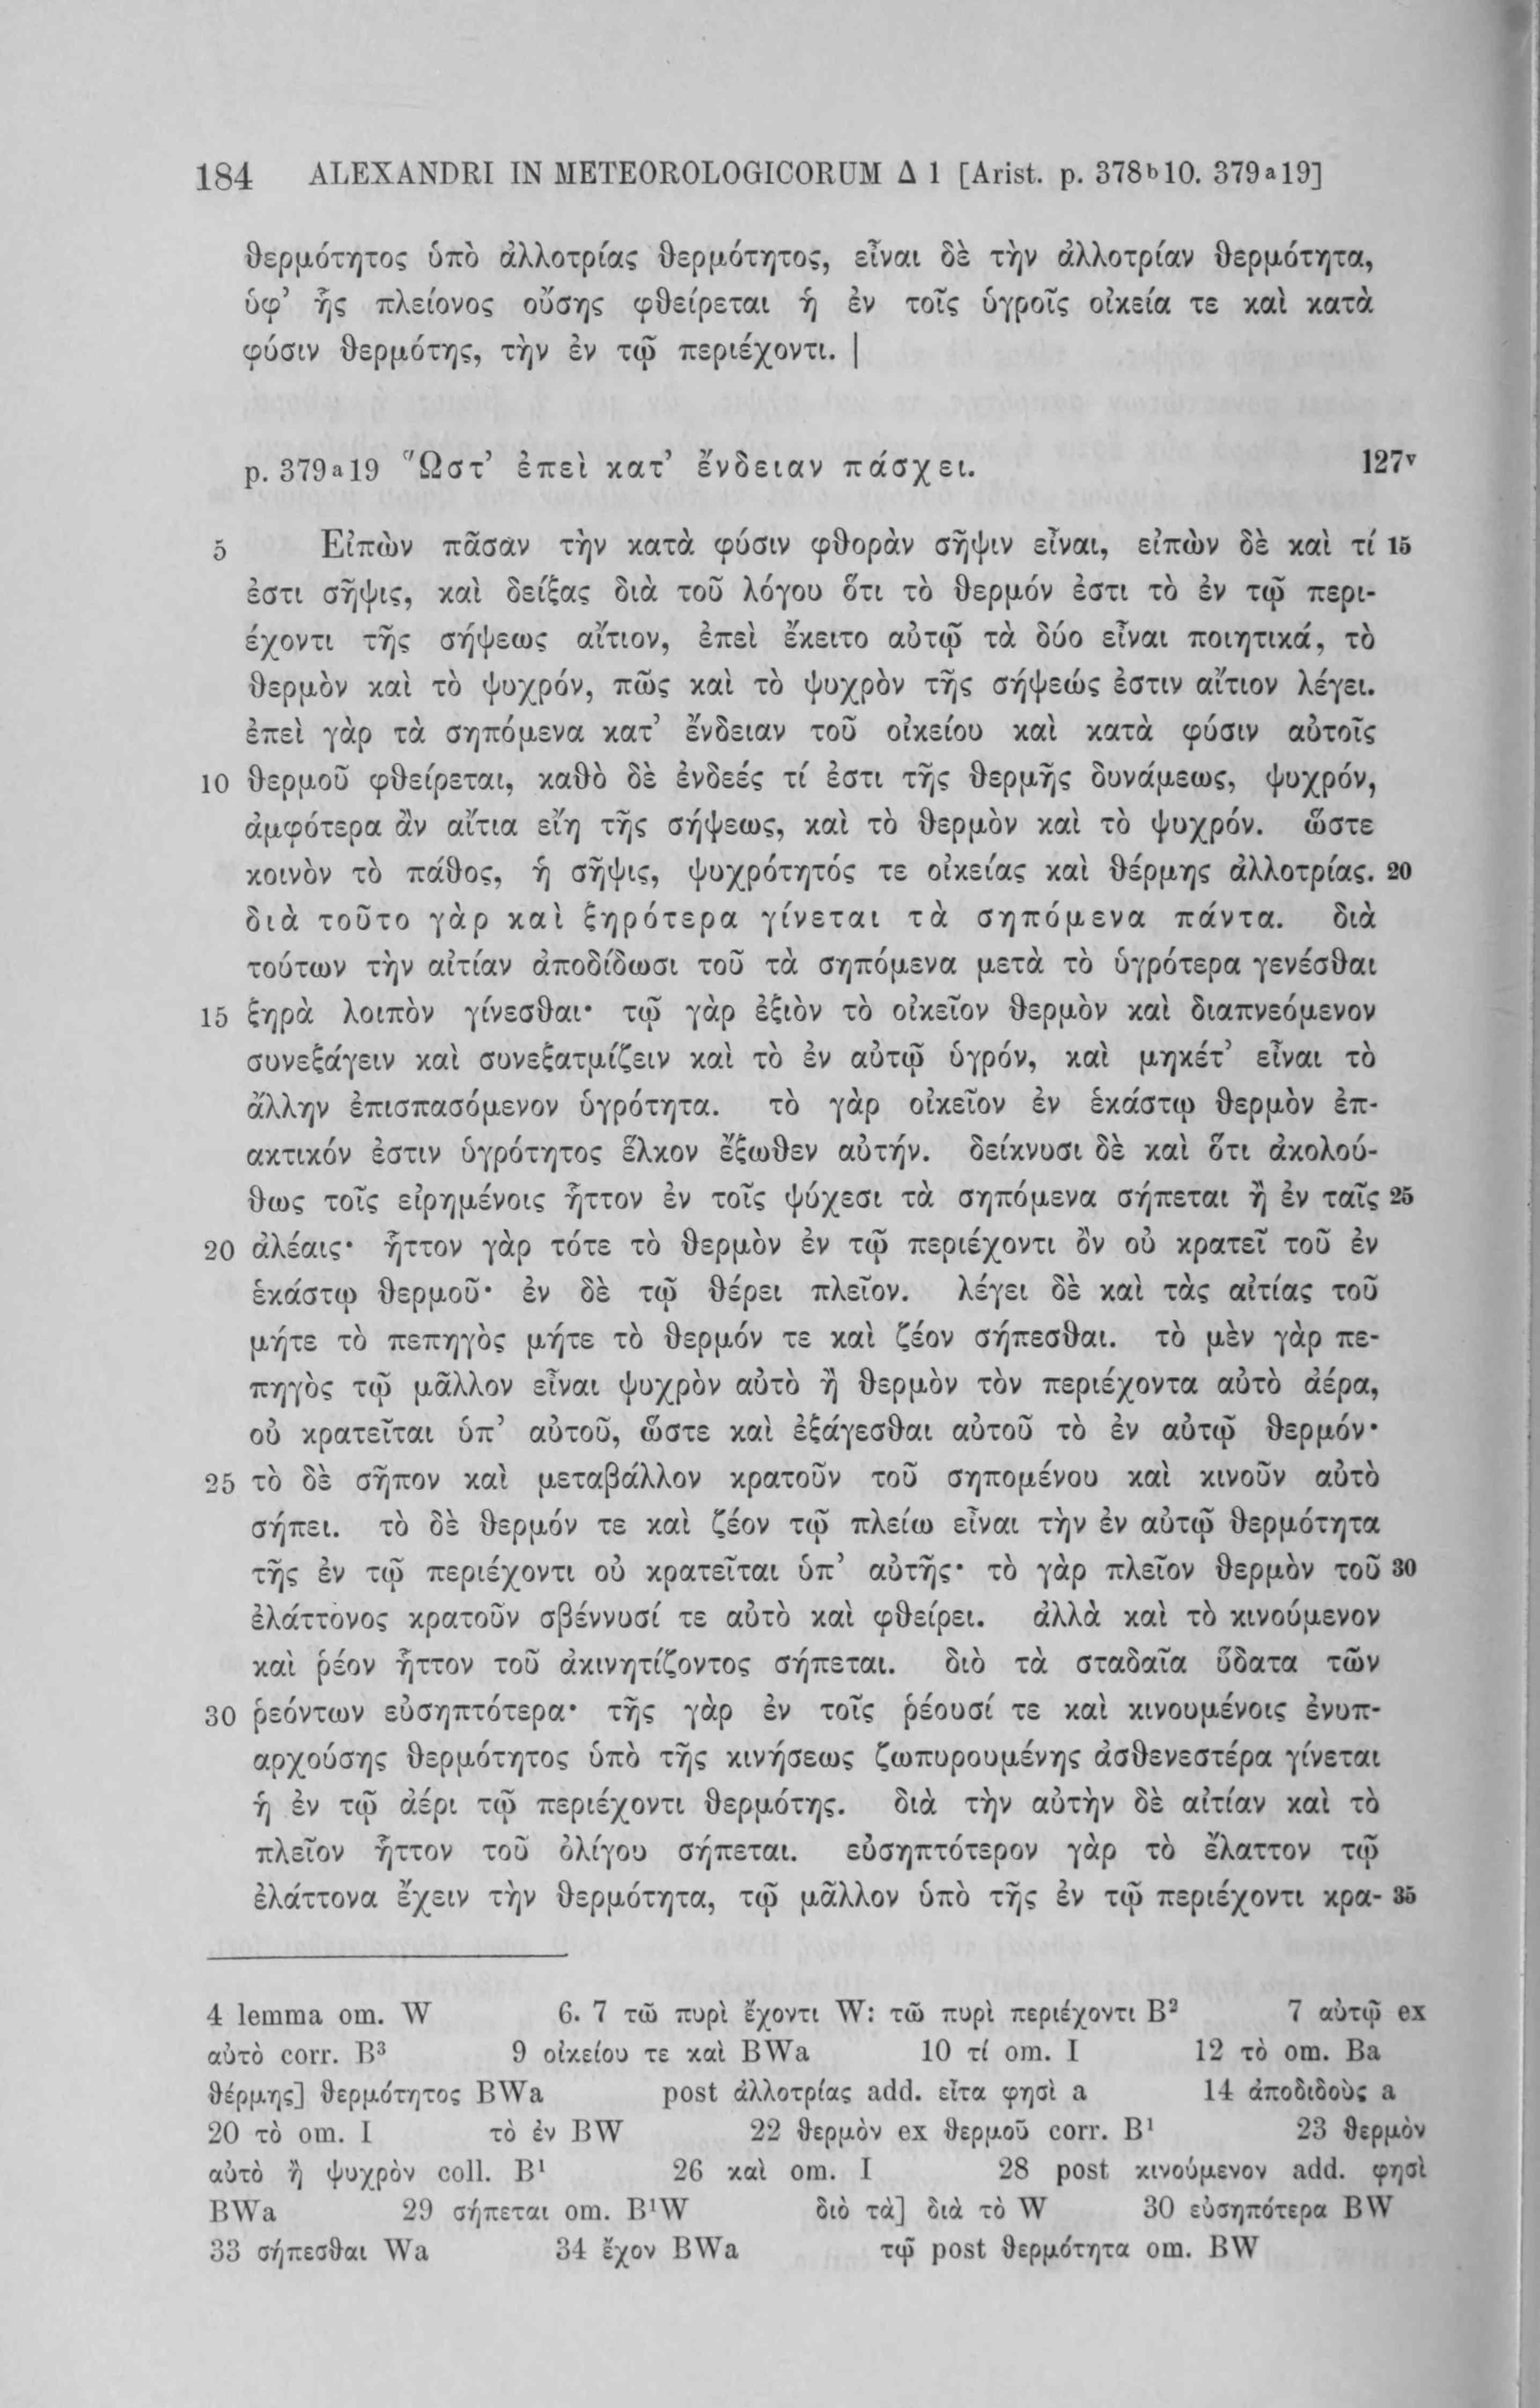 184 ALEXANDRI IN METEOROLOGICORUM Δ 1 [Arist. p. 378b10. 379a19]
θερμότητος ὑπὸ ἀλλοτρίας θερμότητος, εἶναι δὲ τὴν ἀλλοτρίαν θερμότητα,
ὑφ’ ἧς πλείονος οὔσης φθείρεται ἡ ἐν τοῖς ὑγροῖς οἰκεία τε καὶ κατὰ
φύσιν θερμότης, τὴν ἐν τῷ περιέχοντι. |
p. 379a19 Ὥστ’ ἐπεὶ κατ’ ἔνδειαν πάσχει. 127v
5 Εἰπὼν πᾶσαν τὴν κατὰ φύσιν φθορὰν σῆψιν εἶναι, εἰπὼν δὲ καὶ τί 15
ἐστι σῆψις, καὶ δείξας διὰ τοῦ λόγου ὅτι τὸ θερμόν ἐστι τὸ ἐν τῷ περι-
έχοντι τῆς σήψεως αἴτιον, ἐπεὶ ἔκειτο αὐτῷ τὰ δύο εἶναι ποιητικά, τὸ
θερμὸν καὶ τὸ ψυχρόν, πῶς καὶ τὸ ψυχρὸν τῆς σήψεώς ἐστιν αἴτιον λέγει.
ἐπεὶ γὰρ τὰ σηπόμενα κατ’ ἔνδειαν τοῦ οἰκείου καὶ κατὰ φύσιν αὐτοῖς
10 θερμοῦ φθείρεται, καθὸ δὲ ἐνδεές τί ἐστι τῆς θερμῆς δυνάμεως, ψυχρόν,
ἀμφότερα ἂν αἴτια εἴη τῆς σήψεως, καὶ τὸ θερμὸν καὶ τὸ ψυχρόν. ὥστε
κοινὸν τὸ πάθος, ἡ σῆψις, ψυχρότητός τε οἰκείας καὶ θέρμης ἀλλοτρίας. 20
διὰ τοῦτο γὰρ καὶ ξηρότερα γίνεται τὰ σηπόμενα πάντα. διὰ
τούτων τὴν αἰτίαν ἀποδίδωσι τοῦ τὰ σηπόμενα μετὰ τὸ ὑγρότερα γενέσθαι
15 ξηρὰ λοιπὸν γίνεσθαι· τῷ γὰρ ἐξιὸν τὸ οἰκεῖον θερμὸν καὶ διαπνεόμενον
συνεξάγειν καὶ συνεξατμίζειν καὶ τὸ ἐν αὐτῷ ὑγρόν, καὶ μηκέτ’ εἶναι τὸ
ἄλλην ἐπισπασόμενον ὑγρότητα. τὸ γὰρ οἰκεῖον ἐν ἑκάστῳ θερμὸν ἐπ-
ακτικόν ἐστιν ὑγρότητος ἕλκον ἔξωθεν αὐτήν. δείκνυσι δὲ καὶ ὅτι ἀκολού-
θως τοῖς εἰρημένοις ἧττον ἐν τοῖς ψύχεσι τὰ σηπόμενα σήπεται ἢ ἐν ταῖς 25
20 ἀλέαις· ἧττον γὰρ τότε τὸ θερμὸν ἐν τῷ περιέχοντι ὂν οὐ κρατεῖ τοῦ ἐν
ἑκάστῳ θερμοῦ· ἐν δὲ τῷ θέρει πλεῖον. λέγει δὲ καὶ τὰς αἰτίας τοῦ
μήτε τὸ πεπηγὸς μήτε τὸ θερμόν τε καὶ ζέον σήπεσθαι. τὸ μὲν γὰρ πε-
πηγὸς τῷ μᾶλλον εἶναι ψυχρὸν αὐτὸ ἢ θερμὸν τὸν περιέχοντα αὐτὸ ἀέρα,
οὐ κρατεῖται ὑπ’ αὐτοῦ, ὥστε καὶ ἐξάγεσθαι αὐτοῦ τὸ ἐν αὐτῷ θερμόν·
25 τὸ δὲ σῆπον καὶ μεταβάλλον κρατοῦν τοῦ σηπομένου καὶ κινοῦν αὐτὸ
σήπει. τὸ δὲ θερμόν τε καὶ ζέον τῷ πλείω εἶναι τὴν ἐν αὐτῷ θερμότητα
τῆς ἐν τῷ περιέχοντι οὐ κρατεῖται ὑπ’ αὐτῆς· τὸ γὰρ πλεῖον θερμὸν τοῦ 30
ἐλάττονος κρατοῦν σβέννυσί τε αὐτὸ καὶ φθείρει. ἀλλὰ καὶ τὸ κινούμενον
καὶ ῥέον ἧττον τοῦ ἀκινητίζοντος σήπεται. διὸ τὰ σταδαῖα ὕδατα τῶν
30 ῥεόντων εὐσηπτότερα· τῆς γὰρ ἐν τοῖς ῥέουσί τε καὶ κινουμένοις ἐνυπ-
αρχούσης θερμότητος ὑπὸ τῆς κινήσεως ζωπυρουμένης ἀσθενεστέρα γίνεται
ἡ ἐν τῷ ἀέρι τῷ περιέχοντι θερμότης. διὰ τὴν αὐτὴν δὲ αἰτίαν καὶ τὸ
πλεῖον ἧττον τοῦ ὀλίγου σήπεται. εὐσηπτότερον γὰρ τὸ ἔλαττον τῷ
ἐλάττονα ἔχειν τὴν θερμότητα, τῷ μᾶλλον ὑπὸ τῆς ἐν τῷ περιέχοντι κρα- 35
4 lemma om. W 6. 7 τῶ πυρὶ ἔχοντι W: τῶ πυρὶ περιέχοντι B² 7 αὐτῷ ex
αὐτὸ corr. B³ 9 οἰκείου τε καὶ BWa 10 τί om. I 12 τὸ om. Ba
θέρμης] θερμότητος BWa post ἀλλοτρίας add. εἶτα φησὶ a 14 ἀποδιδοὺς a
20 τὸ om. I τὸ ἐν BW 22 θερμὸν ex θερμοῦ corr. B¹ 23 θερμὸν
αὐτὸ ἢ ψυχρὸν coll. B¹ 26 καὶ om. I 28 post κινούμενον add. φησὶ
BWa 29 σήπεται om. B¹W διὸ τὰ] διὰ τὸ W 30 εὐσηπότερα BW
33 σήπεσθαι Wa 34 ἔχον BWa τῷ post θερμότητα om. BW